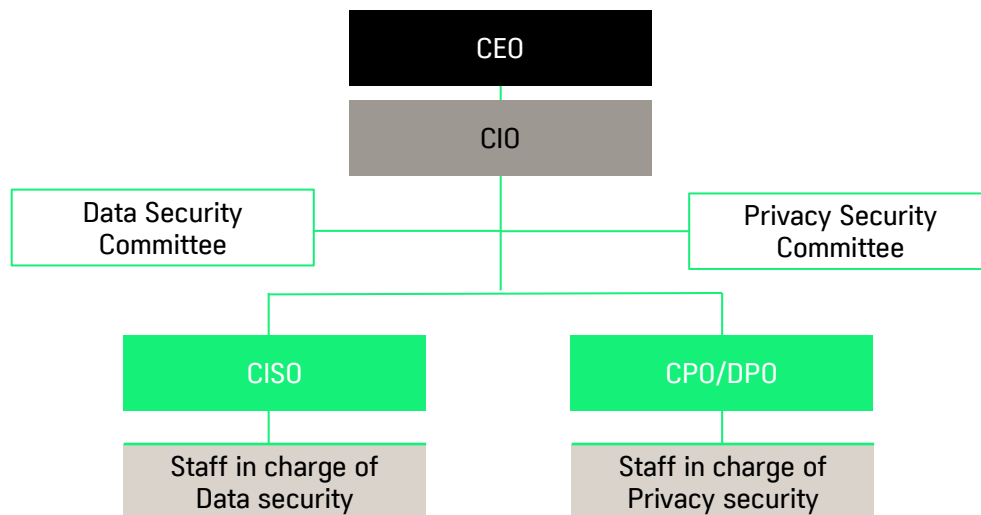 CEO
CIO
Data Security
Committee
Privacy Security
Committee
CISO
CPO/DPO
Staff in charge of
Data security
Staff in charge of
Privacy security